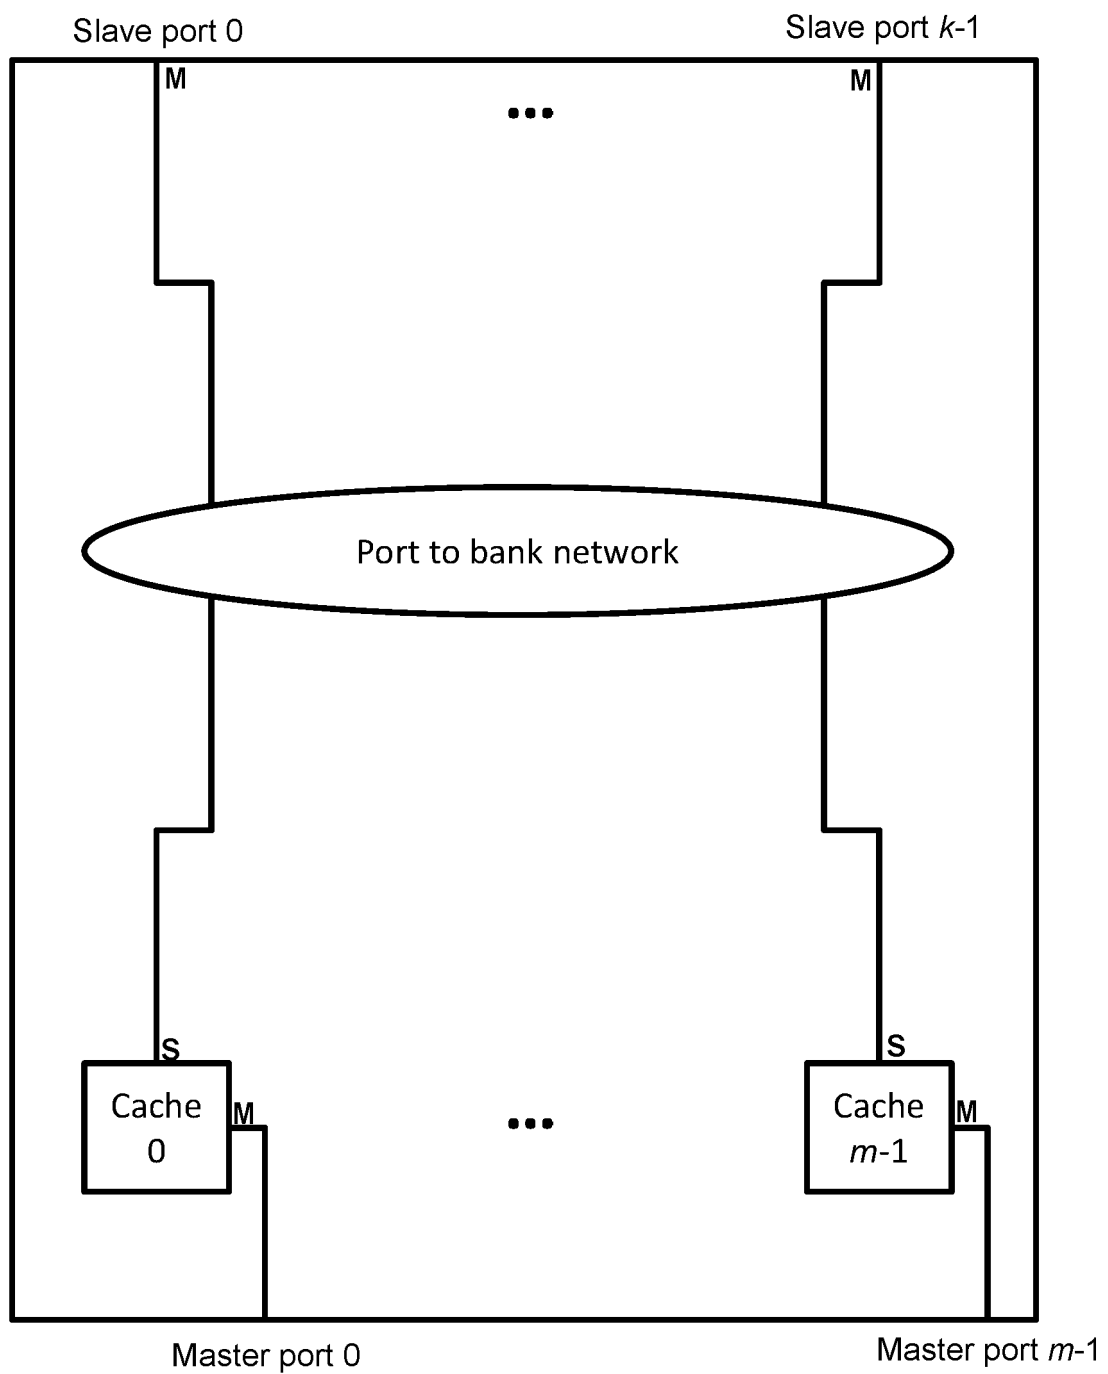 Slave port 0
Slave port k-1
M
M
...
Port to bank network
S
S
Cache
0
M
...
Cache
m-1
M
Master port 0
Master port m-1